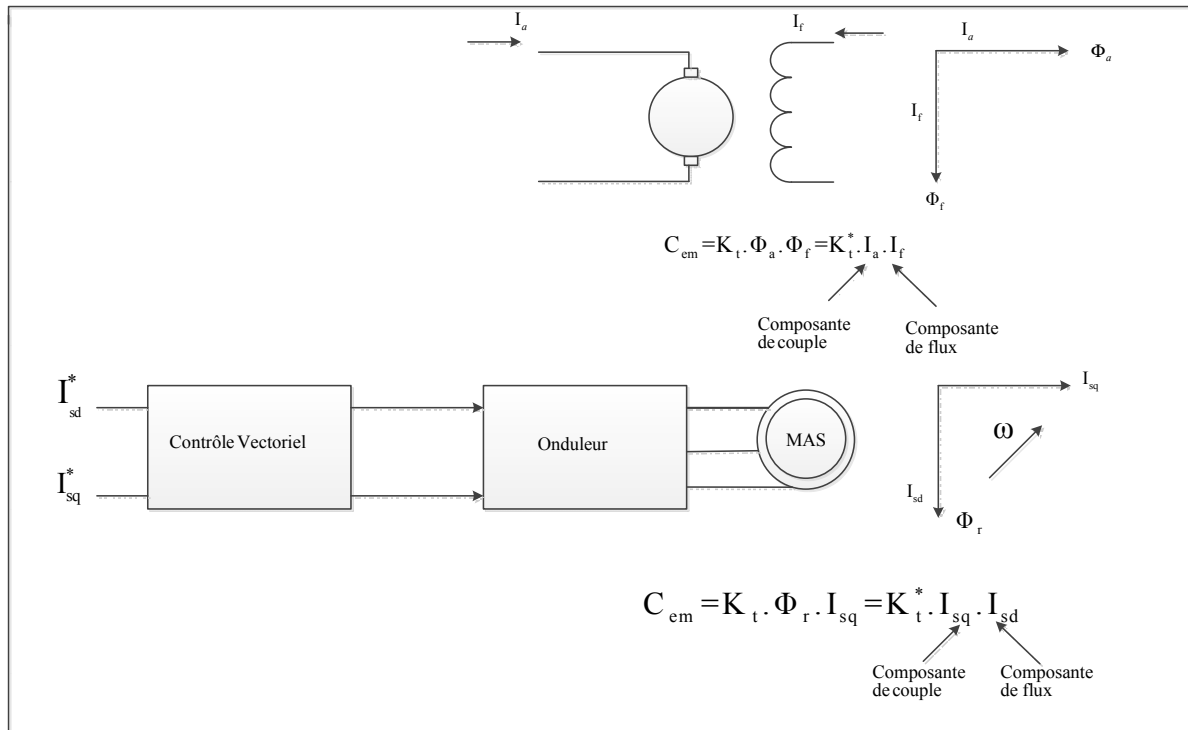 I_a
I_f
I_a
Φ_a
I_f
Φ_f
C_em=K_t.Φ_a.Φ_f=K_t^*.I_a.I_f
Composante
de couple
Composante
de flux
I_sd^*
I_sq^*
Contrôle Vectoriel
Onduleur
MAS
I_sq
ω
I_sd
Φ_r
C_em=K_t.Φ_r.I_sq=K_t^*.I_sq.I_sd
Composante
de couple
Composante
de flux